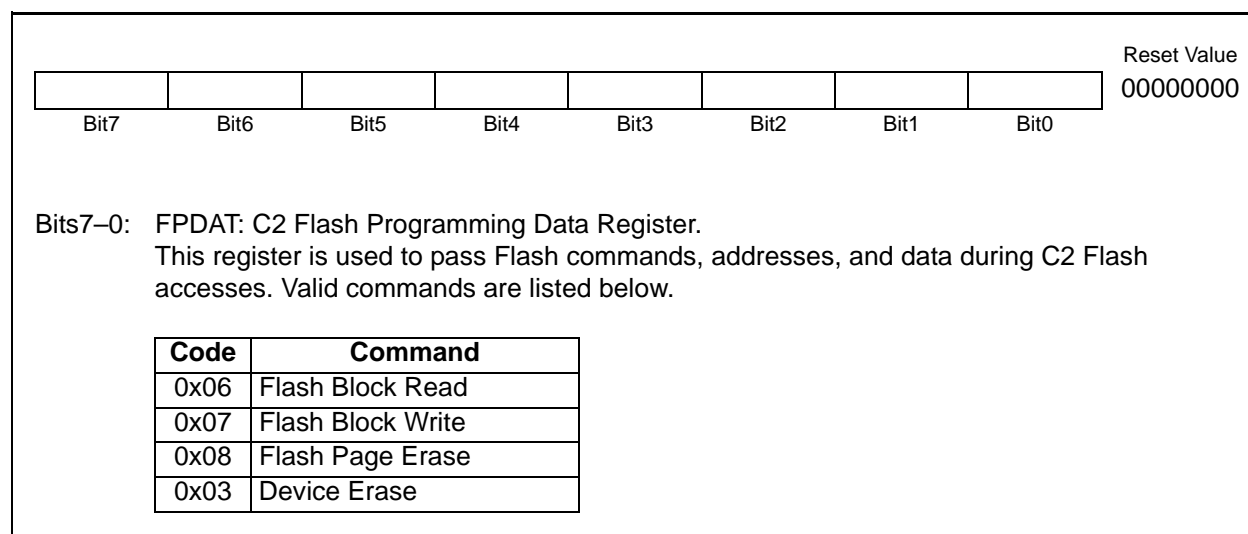 Reset Value
00000000
Bit7 Bit6 Bit5 Bit4 Bit3 Bit2 Bit1 Bit0
Bits7–0: FPDAT: C2 Flash Programming Data Register.
This register is used to pass Flash commands, addresses, and data during C2 Flash
accesses. Valid commands are listed below.
Code Command
0x06 Flash Block Read
0x07 Flash Block Write
0x08 Flash Page Erase
0x03 Device Erase